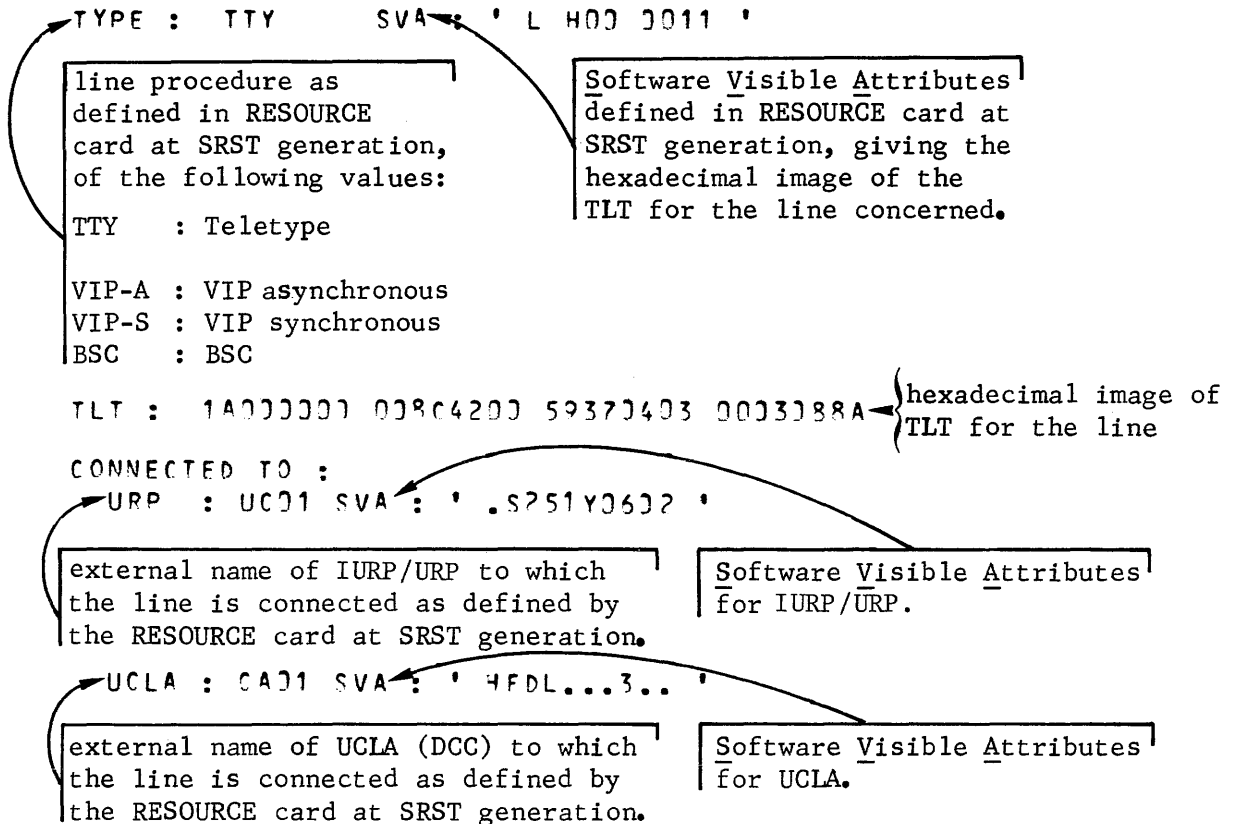 TYPE : TTY SVA : ' L H00 0011 '
line procedure as
defined in RESOURCE
card at SRST generation,
of the following values:
TTY : Teletype
VIP-A : VIP asynchronous
VIP-S : VIP synchronous
BSC : BSC
Software Visible Attributes
defined in RESOURCE card at
SRST generation, giving the
hexadecimal image of the
TLT for the line concerned.
TLT : 1A000000 008C4200 59370403 0003088A
hexadecimal image of
TLT for the line
CONNECTED TO :
URP : UC01 SVA : ' .S251Y0602 '
external name of IURP/URP to which
the line is connected as defined by
the RESOURCE card at SRST generation.
Software Visible Attributes
for IURP/URP.
UCLA : CA01 SVA : ' HFDL...3.. '
external name of UCLA (DCC) to which
the line is connected as defined by
the RESOURCE card at SRST generation.
Software Visible Attributes
for UCLA.